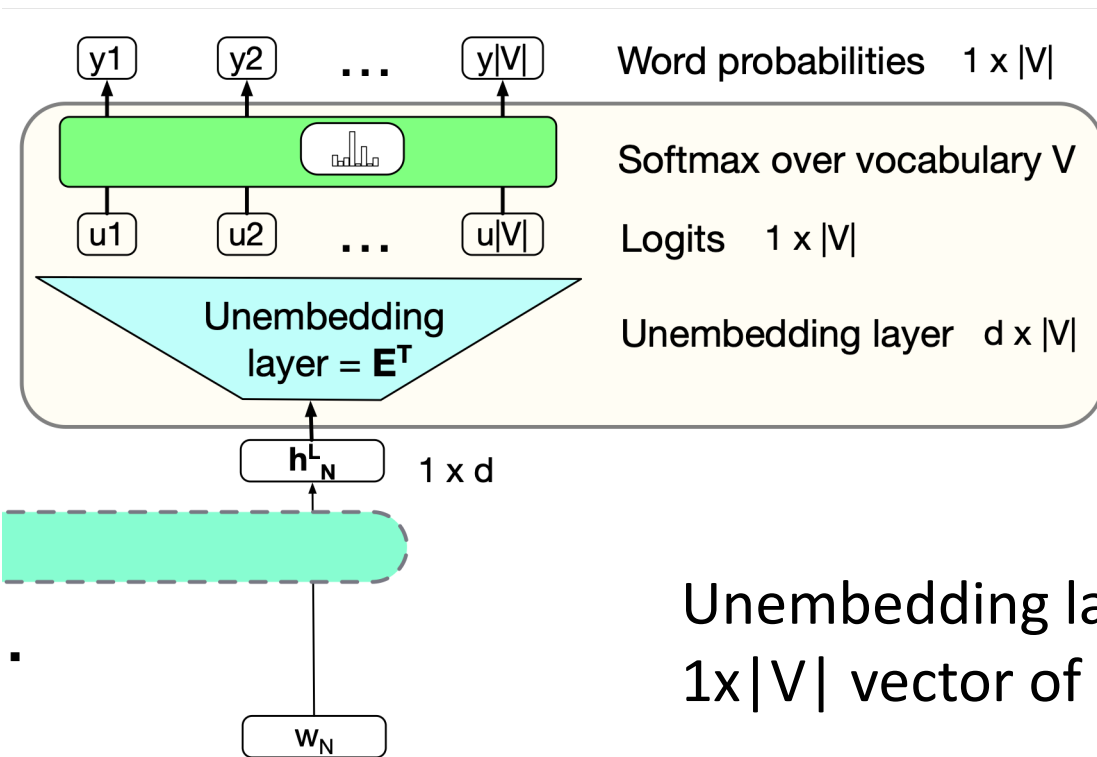 y1 y2 ... y|V| Word probabilities 1 x |V|
Softmax over vocabulary V
u1 u2 ... u|V| Logits 1 x |V|
Unembedding
layer = E^T
Unembedding layer d x |V|
h^L_N 1 x d
Unembedding la
.
1x|V| vector of
w_N